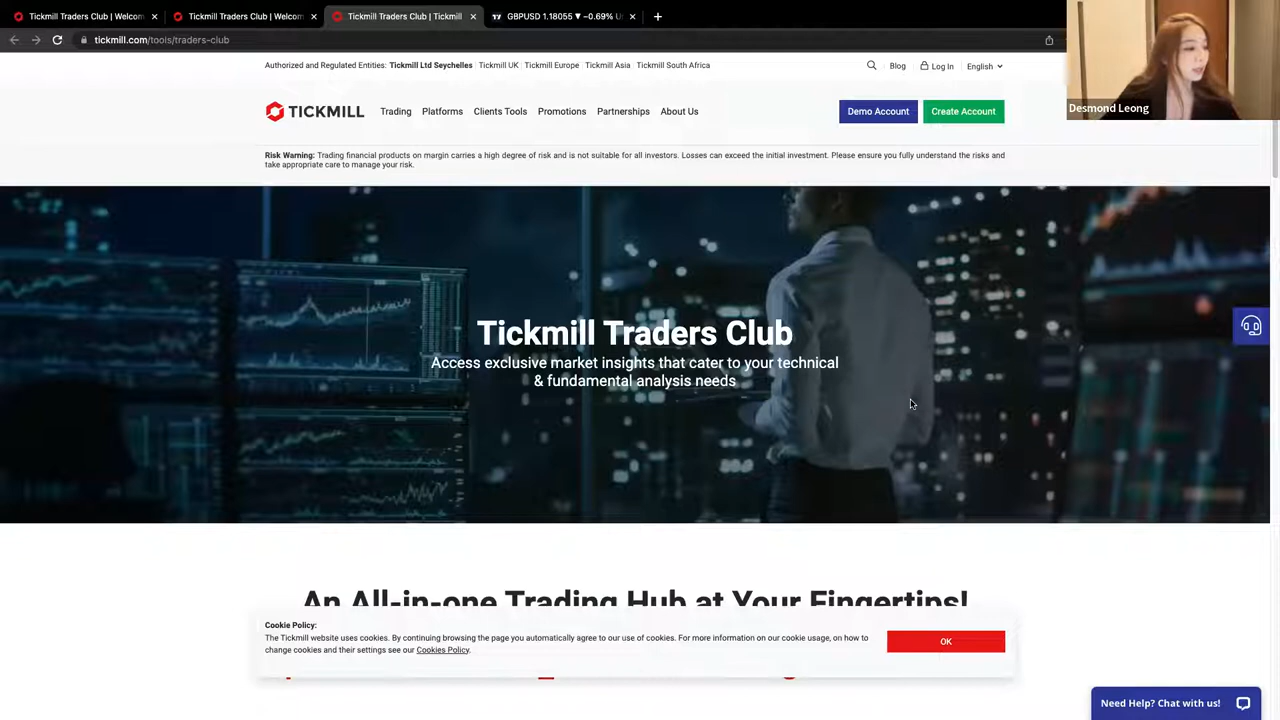 Tickmill Traders Club | Welcom
Tickmill Traders Club | Welcom
Tickmill Traders Club | Tickmill
GBPUSD 1.18055 ▼ −0.69% U
tickmill.com/tools/traders-club
Desmond Leong
Authorized and Regulated Entities: Tickmill Ltd Seychelles Tickmill UK Tickmill Europe Tickmill Asia Tickmill South Africa
Blog Log In English
TICKMILL Trading Platforms Clients Tools Promotions Partnerships About Us Demo Account Create Account
Risk Warning: Trading financial products on margin carries a high degree of risk and is not suitable for all investors. Losses can exceed the initial investment. Please ensure you fully understand the risks and
take appropriate care to manage your risk.
Tickmill Traders Club
Access exclusive market insights that cater to your technical
& fundamental analysis needs
An All-in-one Trading Hub at Your Fingertips!
Cookie Policy:
The Tickmill website uses cookies. By continuing browsing the page you automatically agree to our use of cookies. For more information on our cookie usage, on how to
change cookies and their settings see our Cookies Policy.
OK
Need Help? Chat with us!